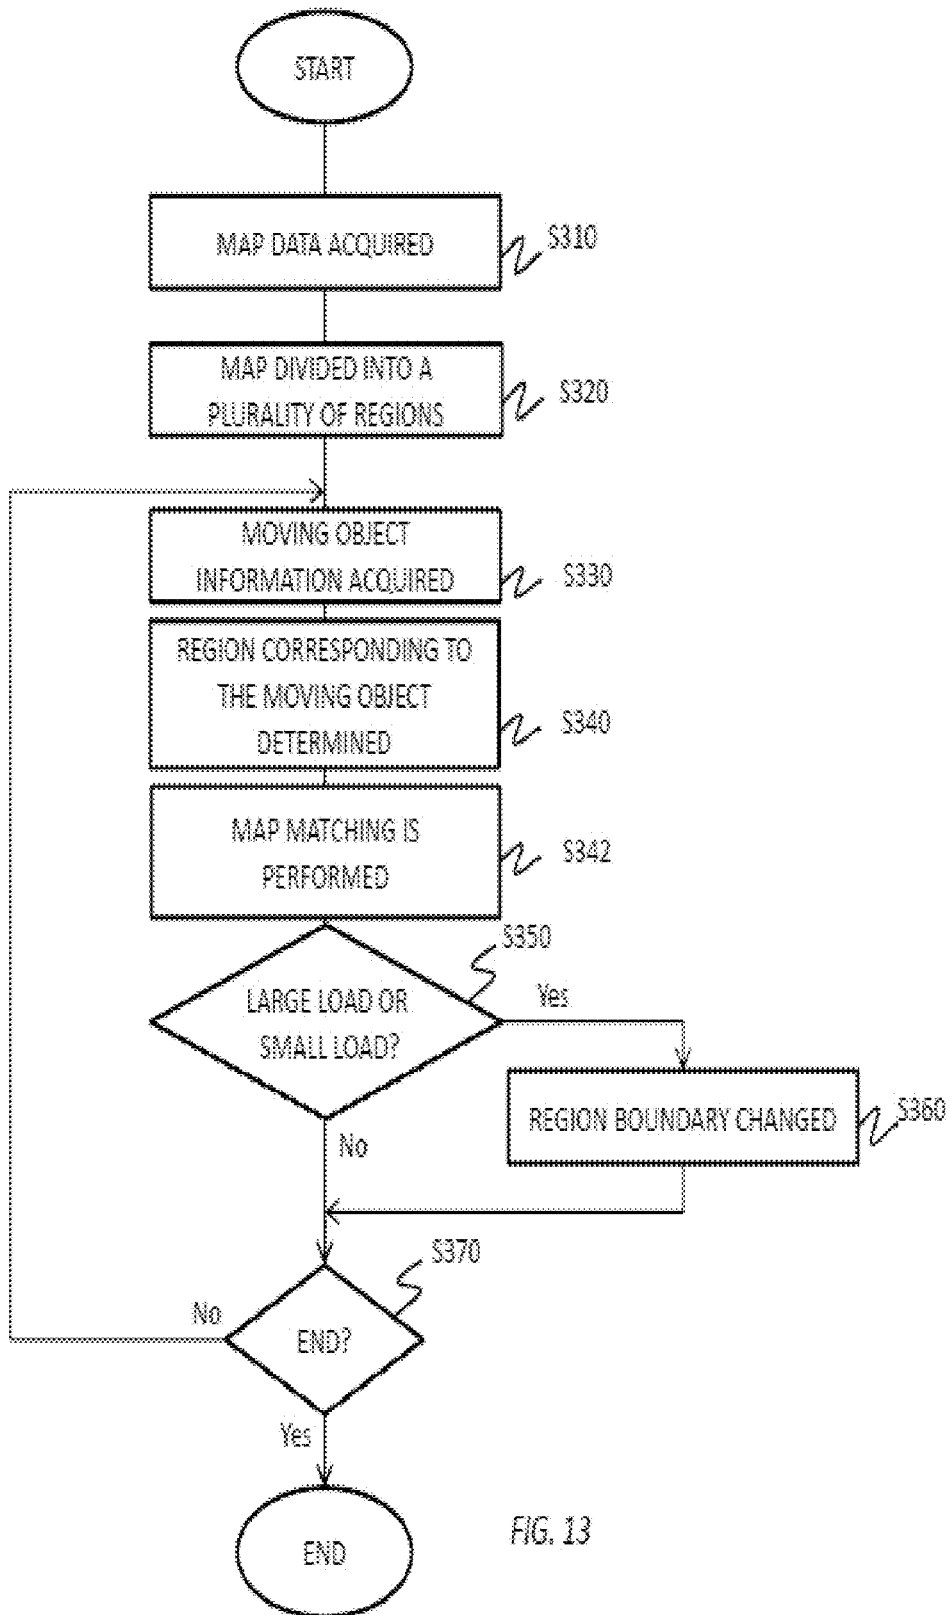 START
MAP DATA ACQUIRED
S310
MAP DIVIDED INTO A
PLURALITY OF REGIONS
S320
MOVING OBJECT
INFORMATION ACQUIRED
S330
REGION CORRESPONDING TO
THE MOVING OBJECT
DETERMINED
S340
MAP MATCHING IS
PERFORMED
S342
S350
LARGE LOAD OR
SMALL LOAD?
Yes
REGION BOUNDARY CHANGED
S360
No
S370
No
END?
Yes
END
FIG. 13